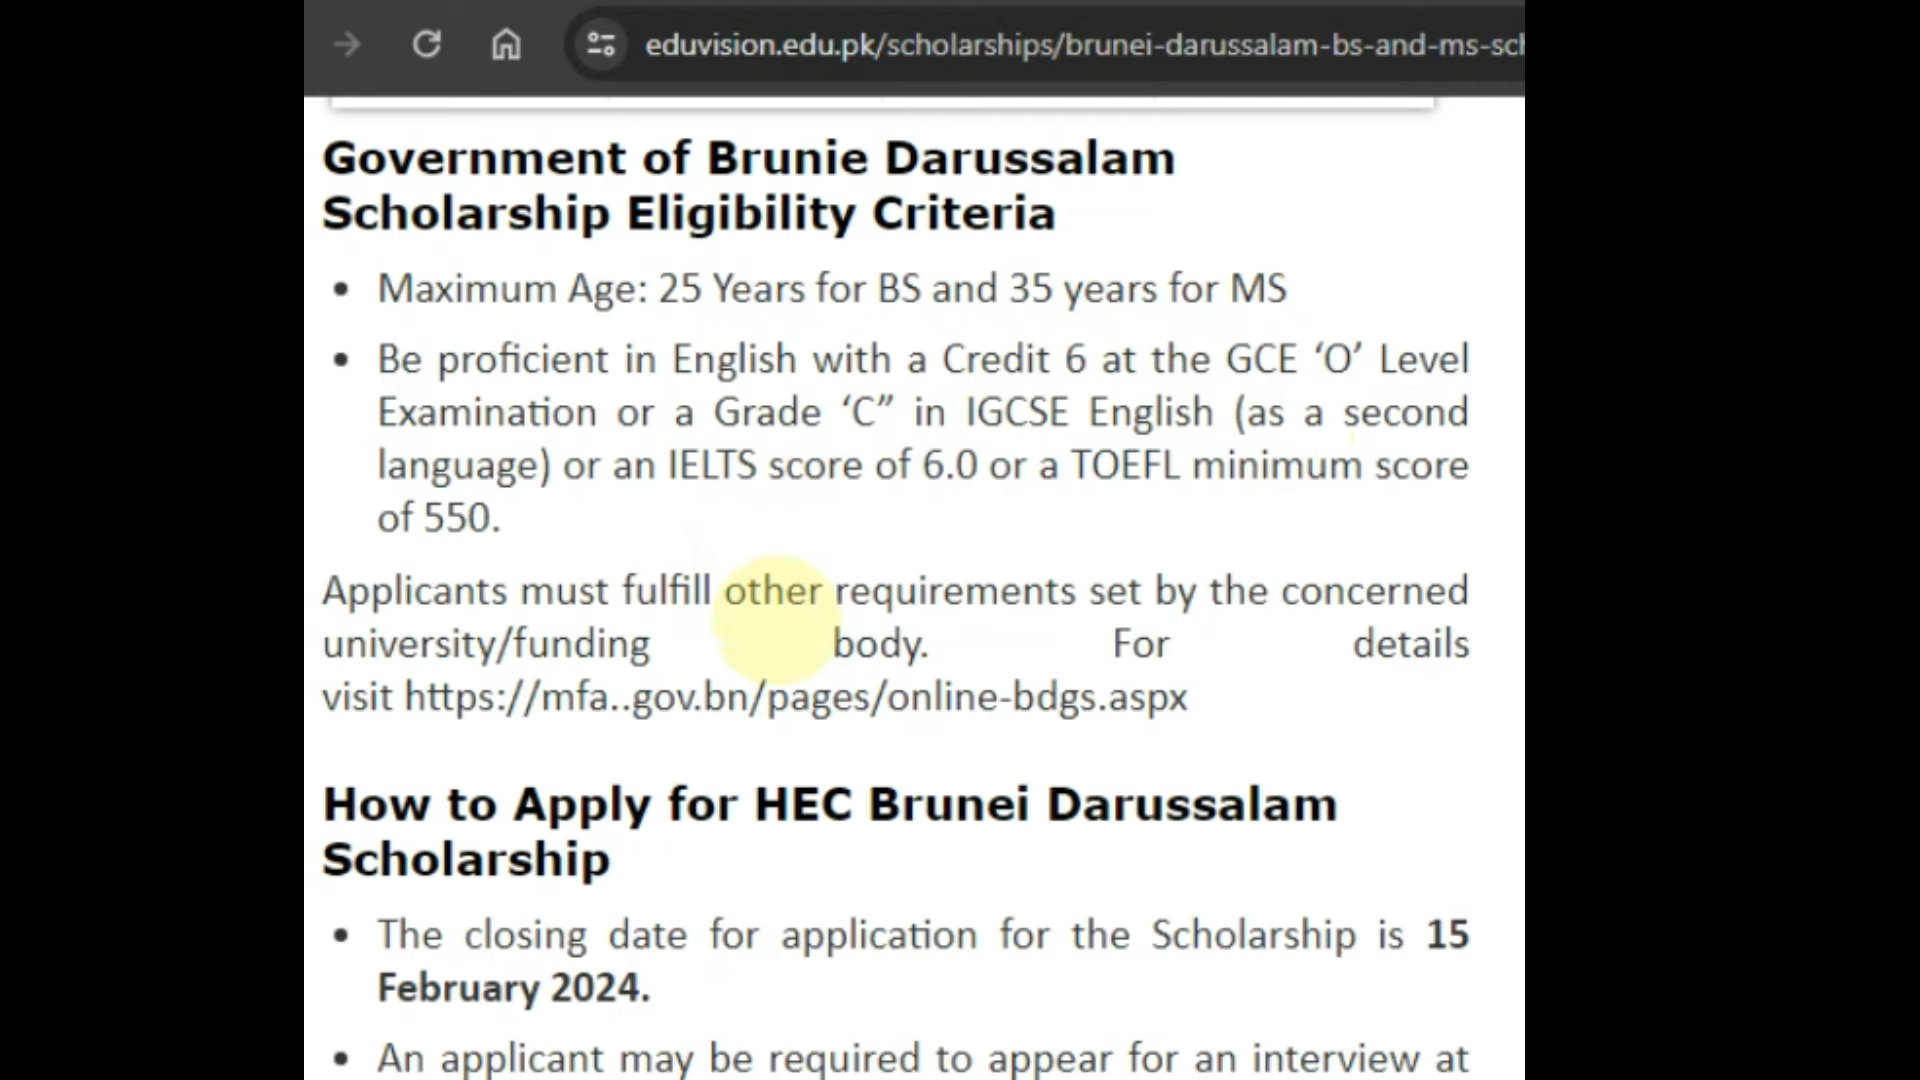 eduvision.edu.pk/scholarships/brunei-darussalam-bs-and-ms-sch
Government of Brunie Darussalam
Scholarship Eligibility Criteria
• Maximum Age: 25 Years for BS and 35 years for MS
• Be proficient in English with a Credit 6 at the GCE ‘O’ Level
Examination or a Grade ‘C” in IGCSE English (as a second
language) or an IELTS score of 6.0 or a TOEFL minimum score
of 550.
Applicants must fulfill other requirements set by the concerned
university/funding body. For details
visit https://mfa..gov.bn/pages/online-bdgs.aspx
How to Apply for HEC Brunei Darussalam
Scholarship
• The closing date for application for the Scholarship is 15
February 2024.
• An applicant may be required to appear for an interview at